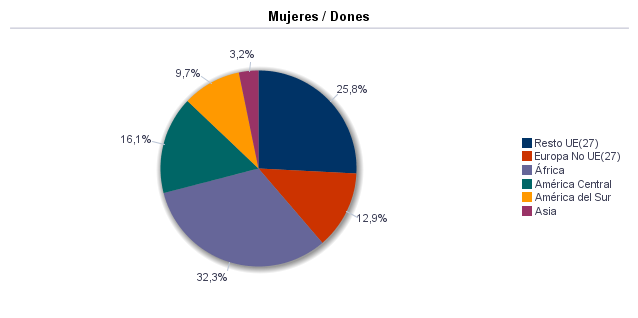 Mujeres / Dones
3,2%
9,7%
25,8%
16,1%
12,9%
32,3%
Resto UE(27)
Europa No UE(27)
África
América Central
América del Sur
Asia